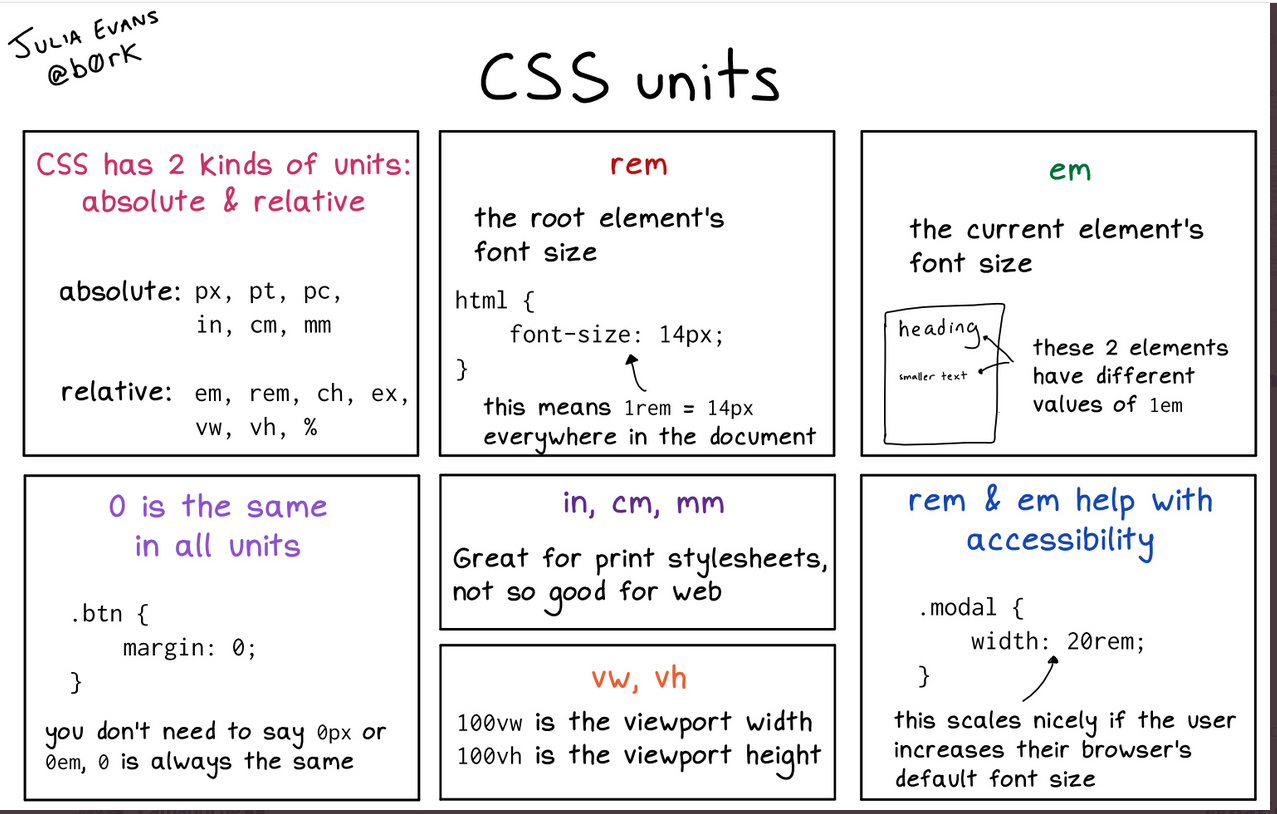 JULIA EVANS
@b0rk
CSS units
CSS has 2 kinds of units:
absolute & relative
absolute: px, pt, pc,
in, cm, mm
relative: em, rem, ch, ex,
vw, vh, %
rem
the root element's
font size
html {
font-size: 14px;
}
this means 1rem = 14px
everywhere in the document
em
the current element's
font size
heading
smaller text
these 2 elements
have different
values of 1em
0 is the same
in all units
.btn {
margin: 0;
}
you don't need to say 0px or
0em, 0 is always the same
in, cm, mm
Great for print stylesheets,
not so good for web
vw, vh
100vw is the viewport width
100vh is the viewport height
rem & em help with
accessibility
.modal {
width: 20rem;
}
this scales nicely if the user
increases their browser's
default font size